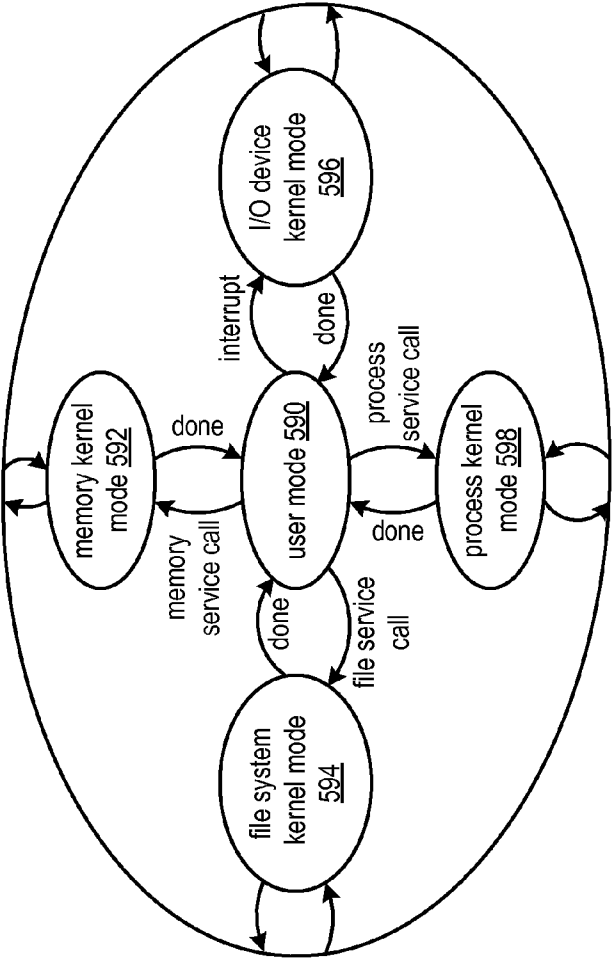 memory kernel
mode 592
memory
service call
done
file system
kernel mode
594
done
file service
call
user mode 590
interrupt
done
I/O device
kernel mode
596
done
process
service call
process kernel
mode 598